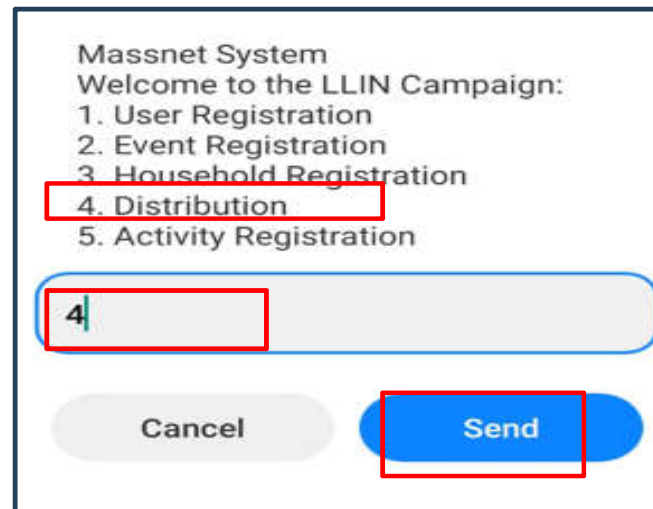 Massnet System
Welcome to the LLIN Campaign:
1. User Registration
2. Event Registration
3. Household Registration
4. Distribution
5. Activity Registration
4
Cancel Send